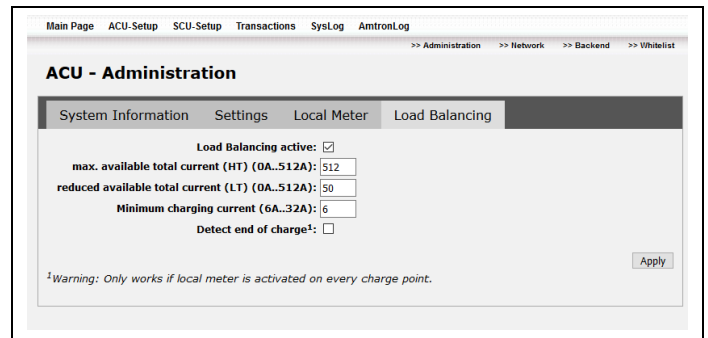 Main Page ACU-Setup SCU-Setup Transactions SysLog AmtronLog
>> Administration >> Network >> Backend >> Whitelist
ACU - Administration
System Information Settings Local Meter Load Balancing
Load Balancing active:
max. available total current (HT) (0A..512A): 512
reduced available total current (LT) (0A..512A): 50
Minimum charging current (6A..32A): 6
Detect end of charge¹:
Apply
¹Warning: Only works if local meter is activated on every charge point.